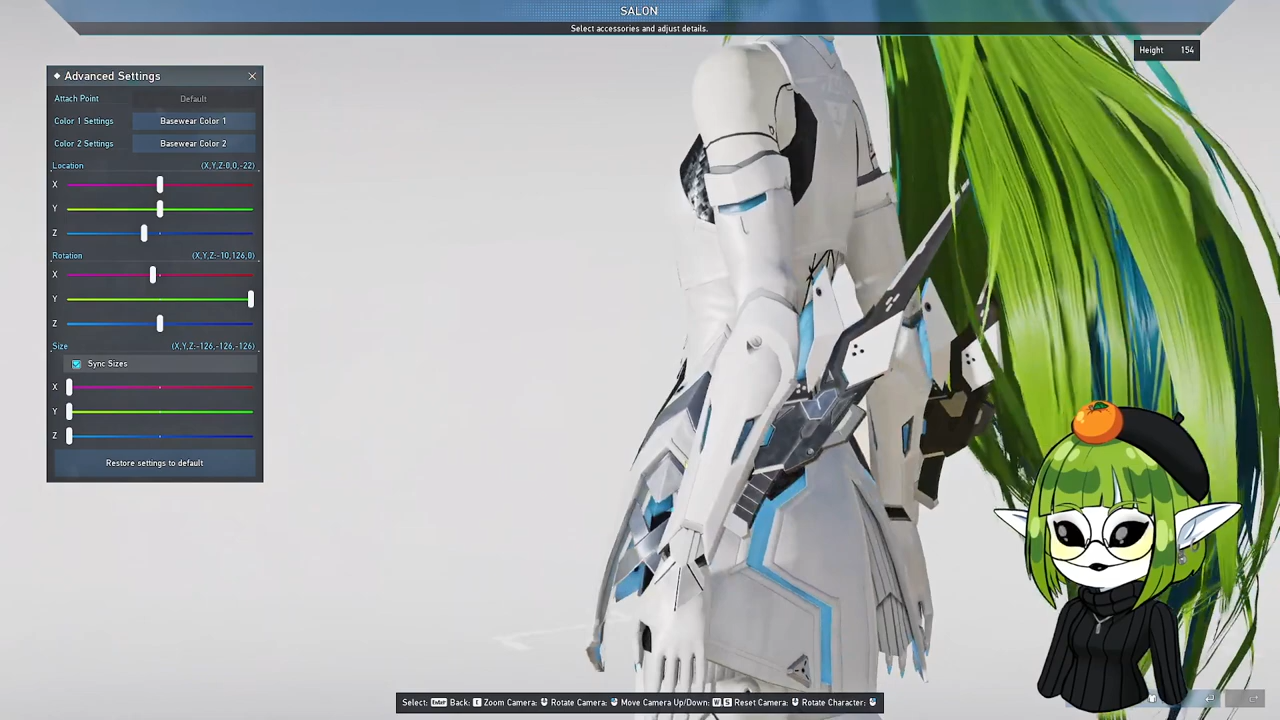 SALON
Select accessories and adjust details.
Height 154
Advanced Settings
Attach Point Default
Color 1 Settings Basewear Color 1
Color 2 Settings Basewear Color 2
Location (X,Y,Z:0,0,-22)
X
Y
Z
Rotation (X,Y,Z:-10,126,0)
X
Y
Z
Size (X,Y,Z:-126,-126,-126)
Sync Sizes
X
Y
Z
Restore settings to default
Select: Enter Back: Zoom Camera: Rotate Camera: Move Camera Up/Down: W,S Reset Camera: Rotate Character: